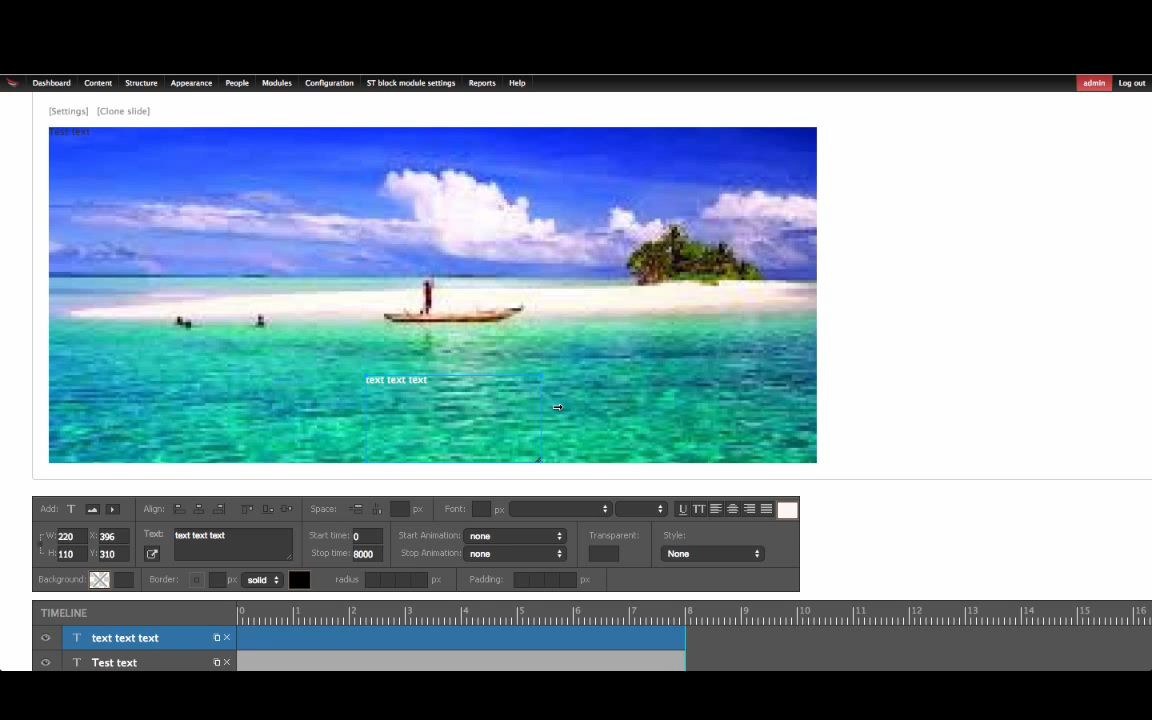 Dashboard Content Structure Appearance People Modules Configuration ST block module settings Reports Help admin Log out
[Settings] [Clone slide]
Test text
text text text
Add: T Align: Space: px Font: px U TT
W: 220 X: 396 Text: text text text Start time: 0 Start Animation: none Transparent: Style:
H: 110 Y: 310 Stop time: 8000 Stop Animation: none None
Background: Border: px solid radius px Padding: px
TIMELINE 0 1 2 3 4 5 6 7 8 9 10 11 12 13 14 15 16
T text text text
T Test text